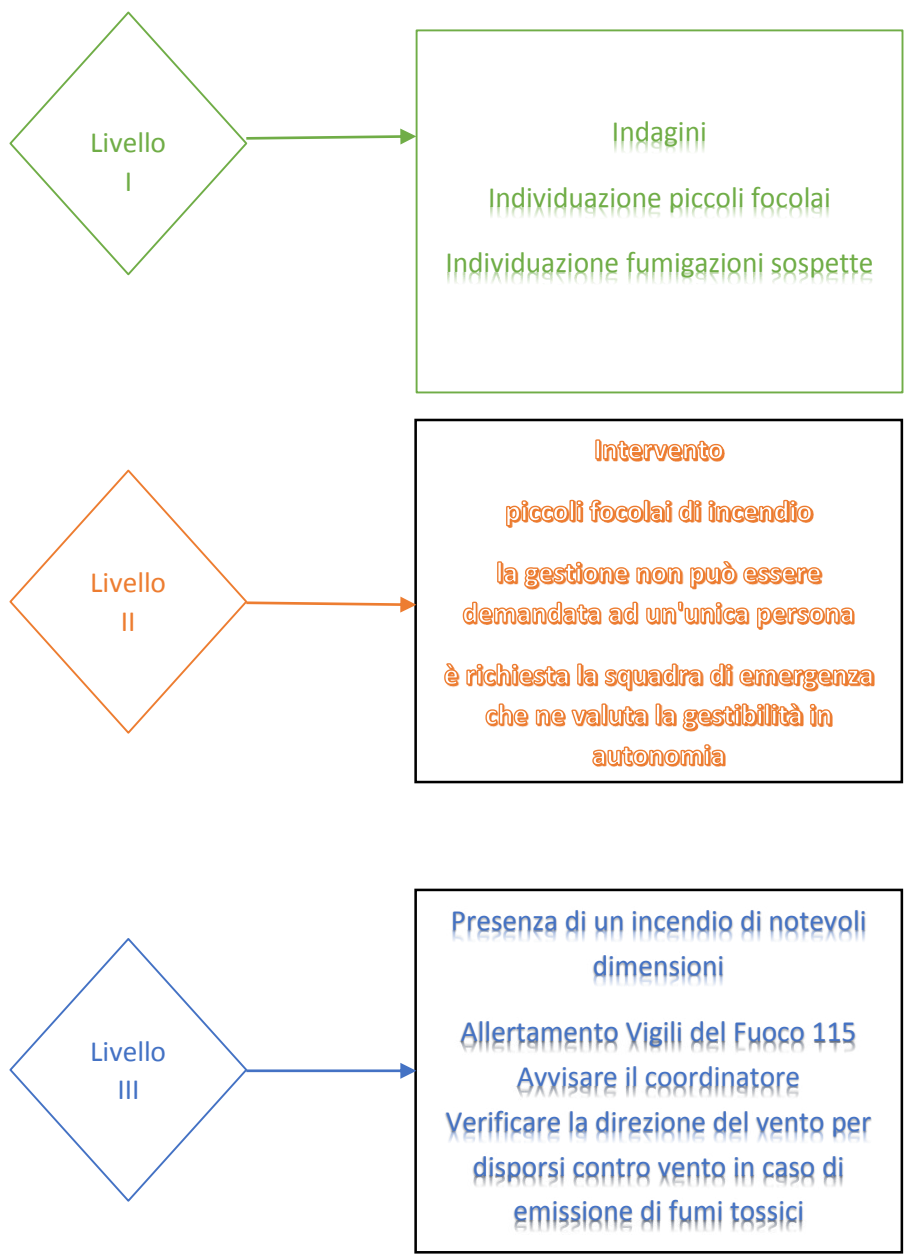 Livello
I
Indagini
Individuazione piccoli focolai
Individuazione fumigazioni sospette
Livello
II
Intervento
piccoli focolai di incendio
la gestione non può essere
demandata ad un'unica persona
è richiesta la squadra di emergenza
che ne valuta la gestibilità in
autonomia
Livello
III
Presenza di un incendio di notevoli
dimensioni
Allertamento Vigili del Fuoco 115
Avvisare il coordinatore
Verificare la direzione del vento per
disporsi contro vento in caso di
emissione di fumi tossici